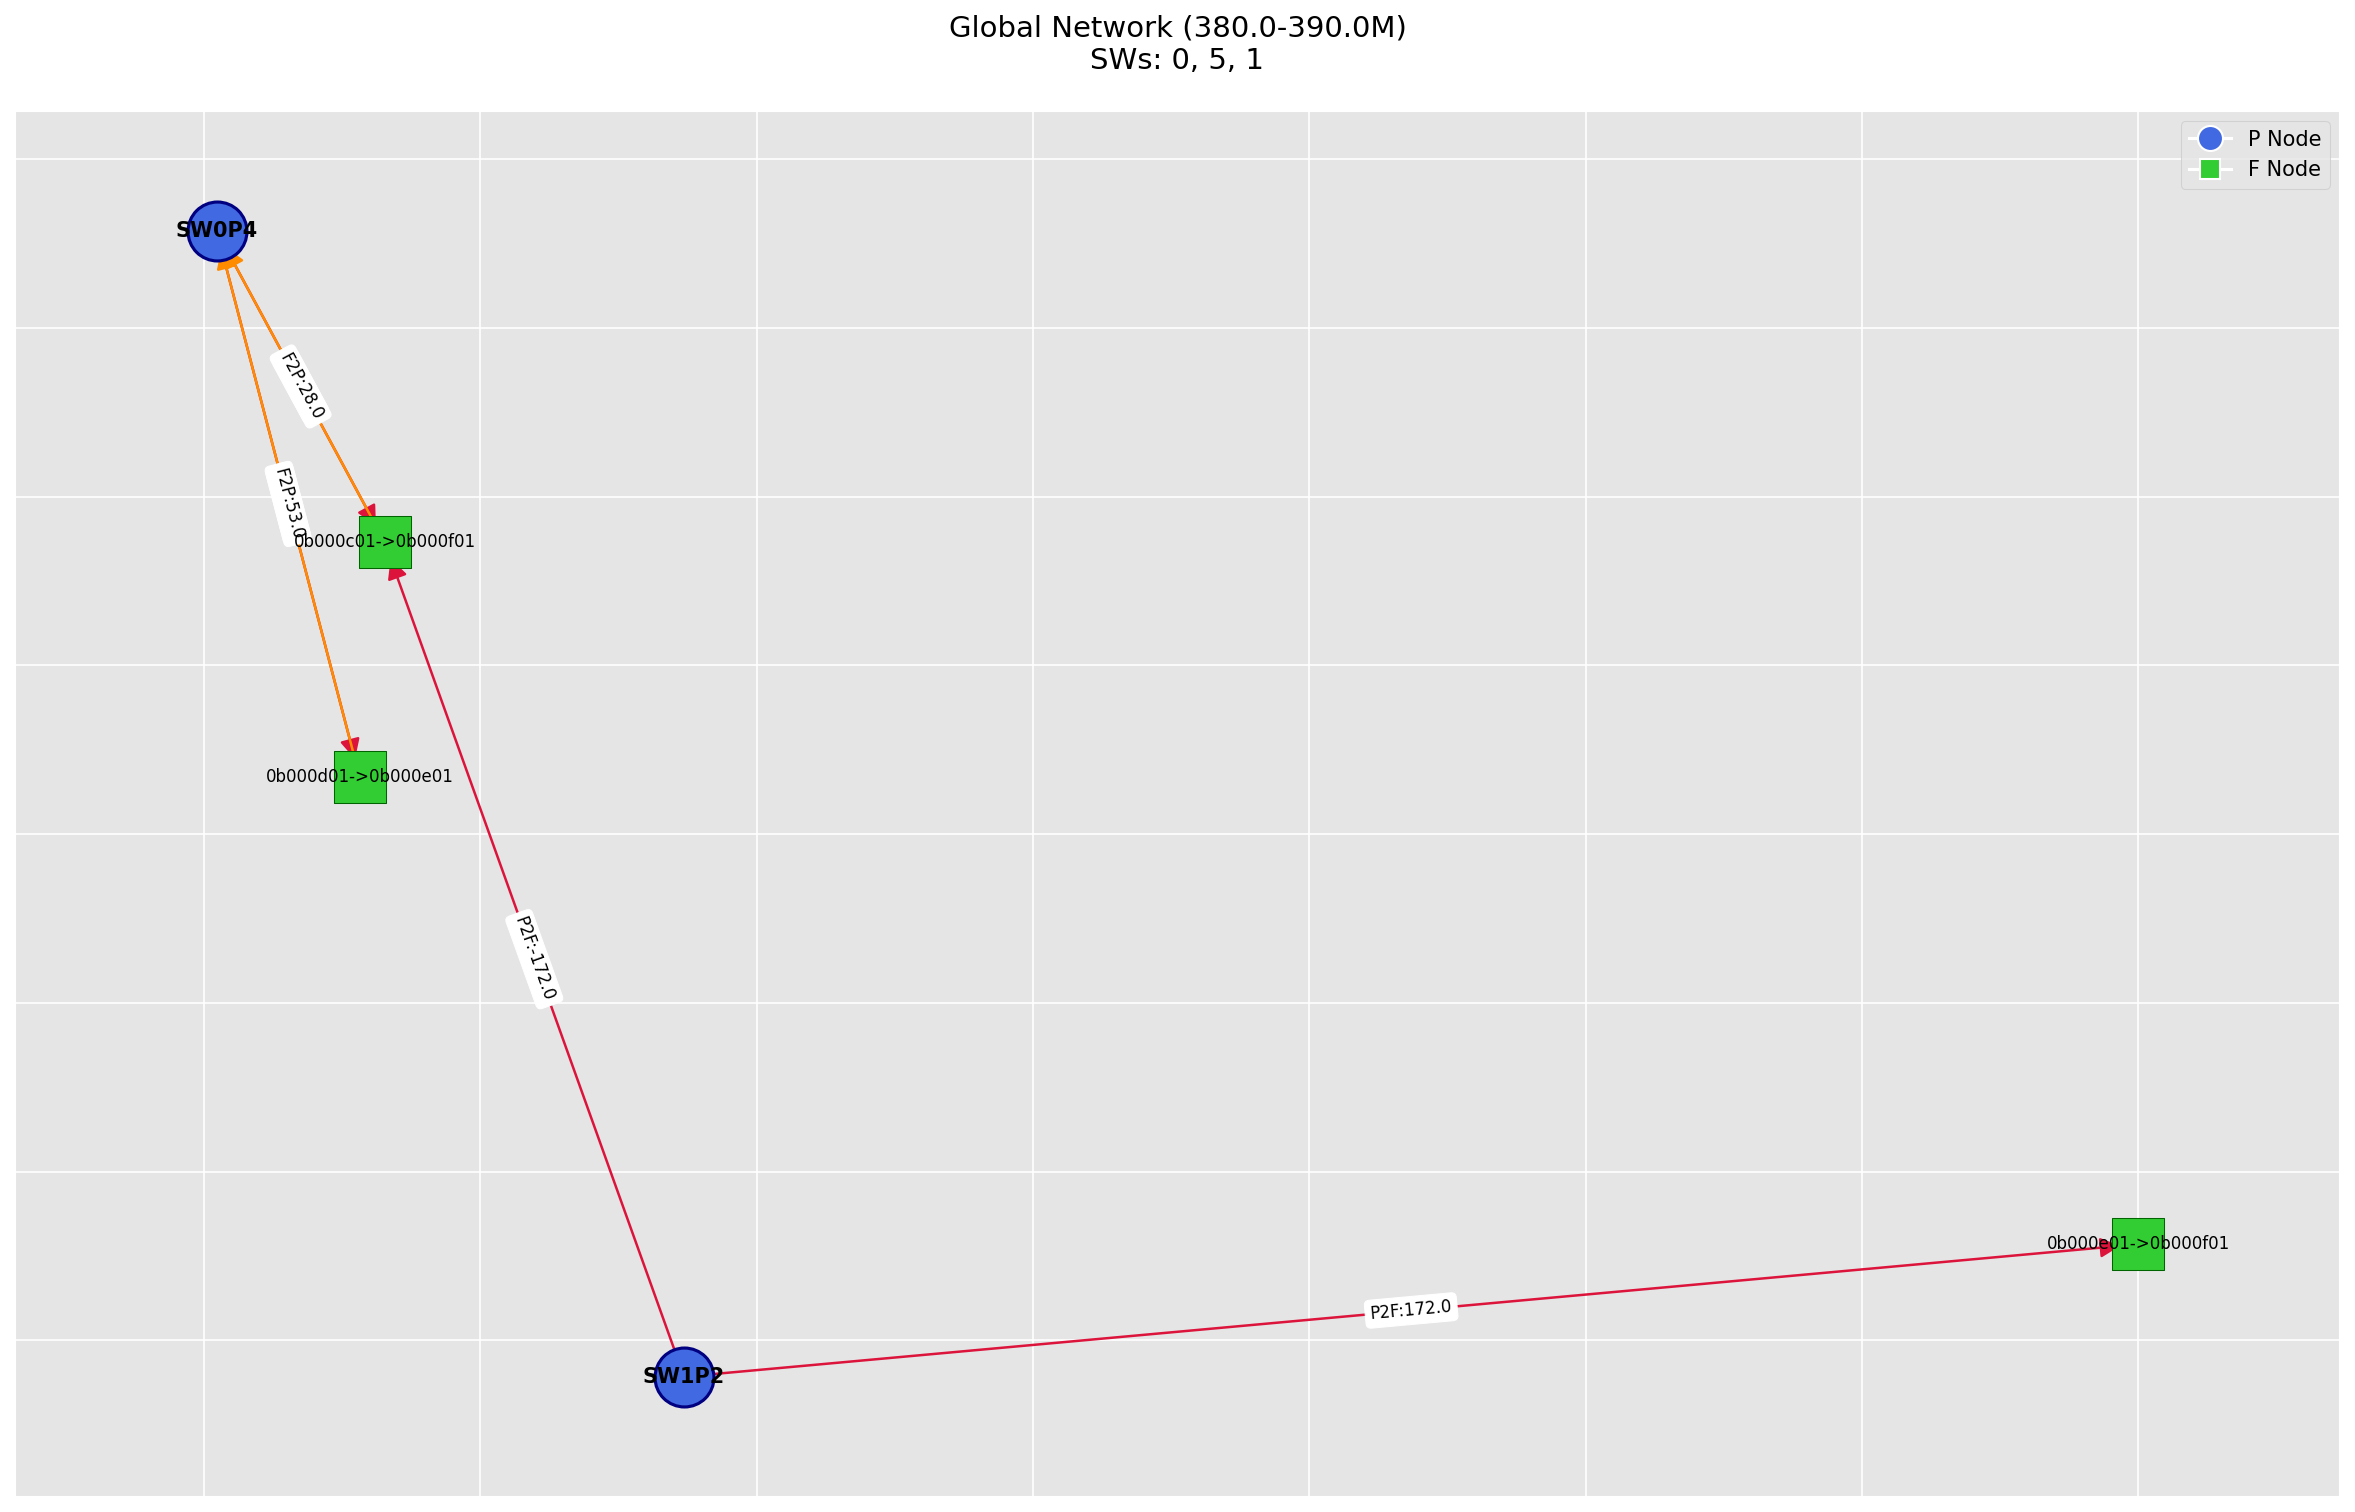 Global Network (380.0-390.0M)
SWs: 0, 5, 1
P Node
F Node
SW0P4
F2P:28.0
F2P:53.0
0b000c01->0b000f01
0b000d01->0b000e01
P2F:-172.0
0b000e01->0b000f01
P2F:172.0
SW1P2